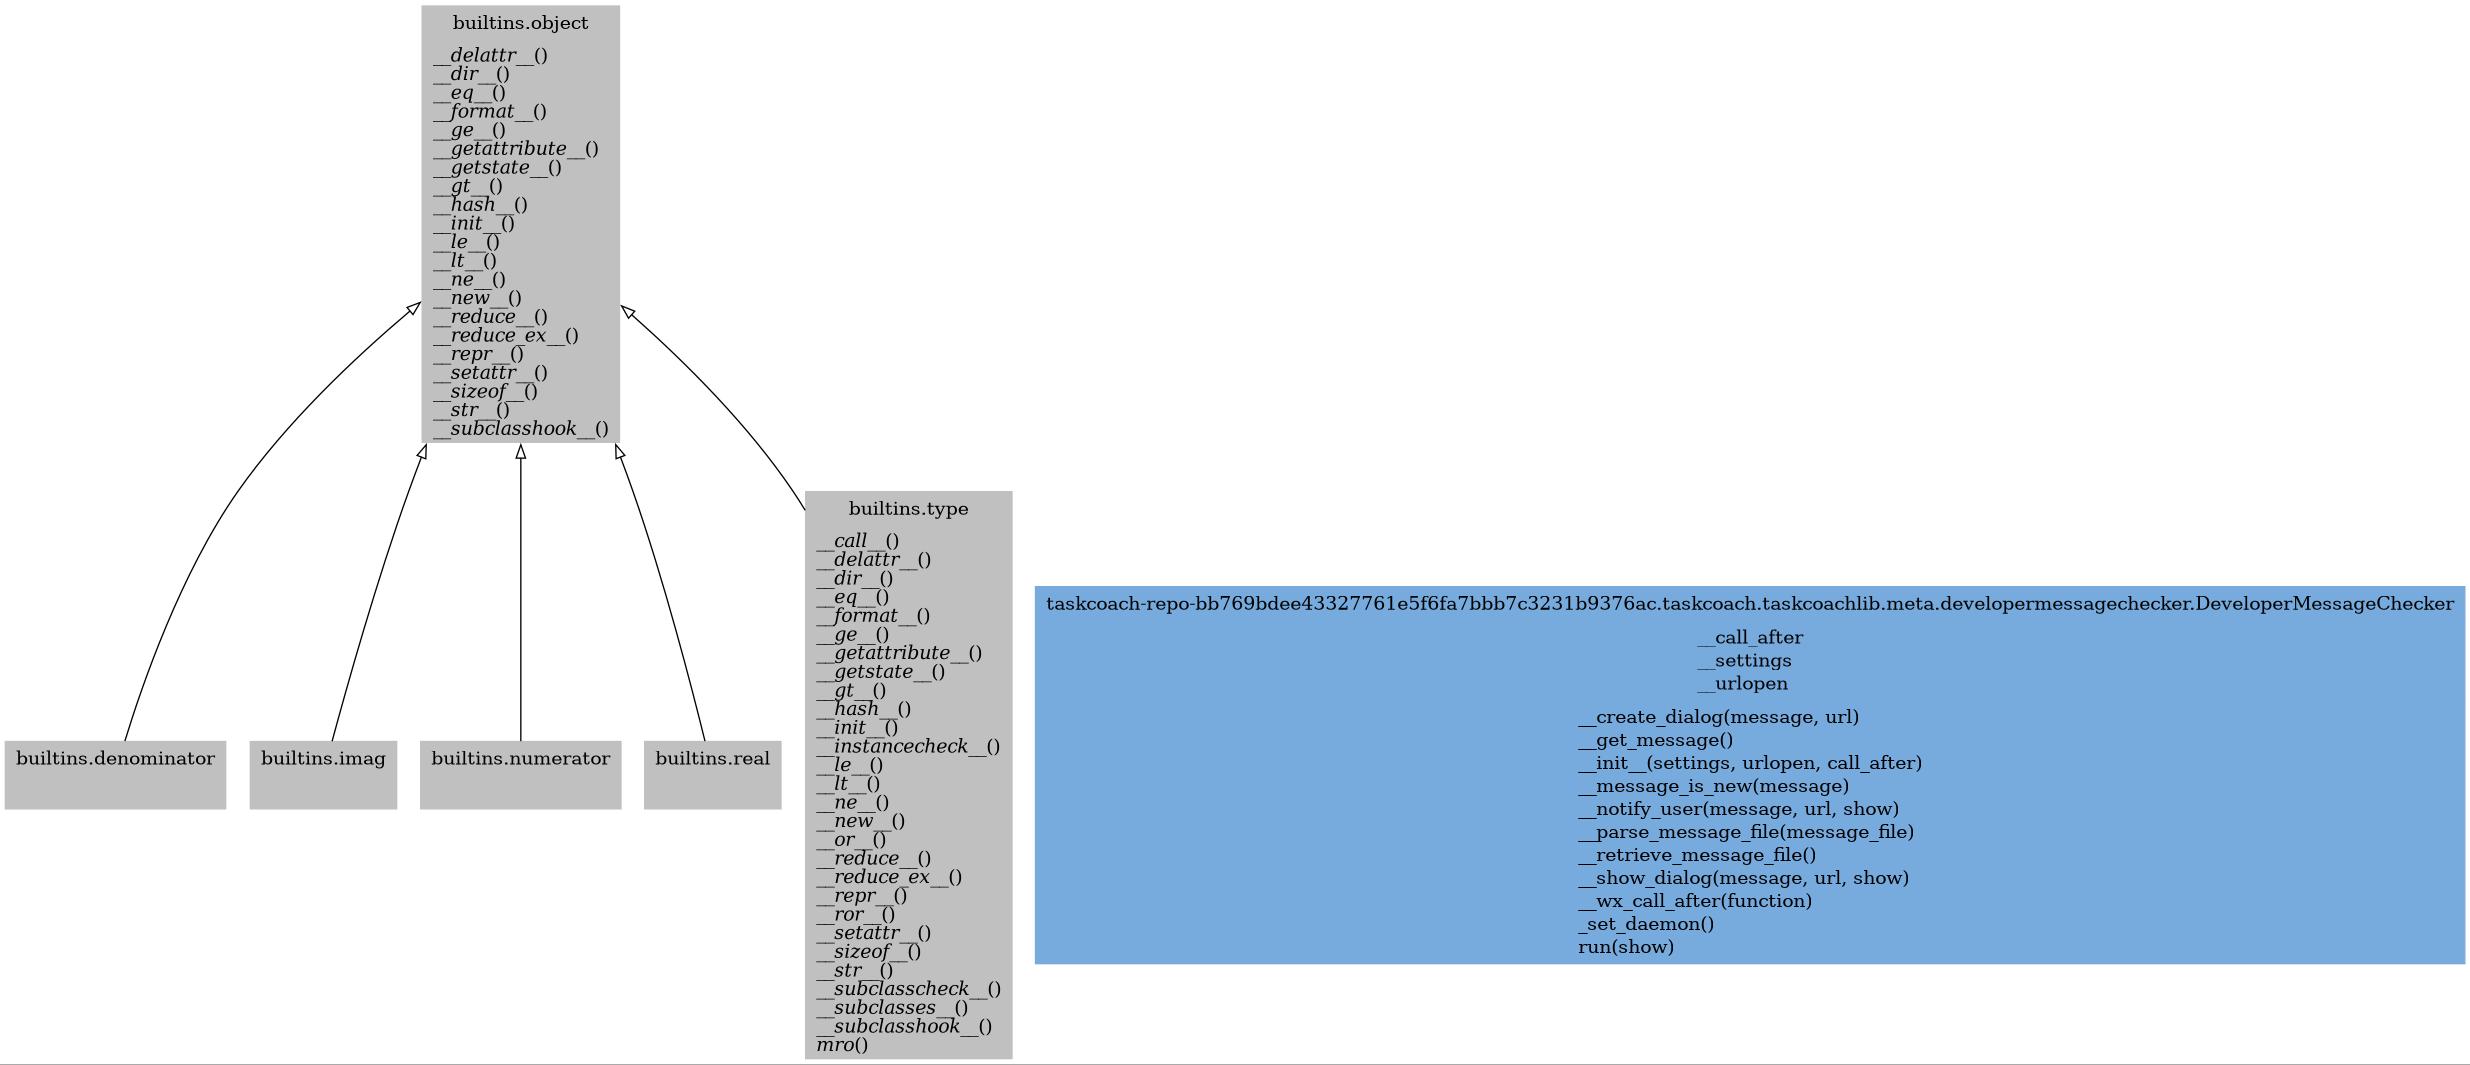 builtins.object
__delattr__()
__dir__()
__eq__()
__format__()
__ge__()
__getattribute__()
__getstate__()
__gt__()
__hash__()
__init__()
__le__()
__lt__()
__ne__()
__new__()
__reduce__()
__reduce_ex__()
__repr__()
__setattr__()
__sizeof__()
__str__()
__subclasshook__()
builtins.denominator
builtins.imag
builtins.numerator
builtins.real
builtins.type
__call__()
__delattr__()
__dir__()
__eq__()
__format__()
__ge__()
__getattribute__()
__getstate__()
__gt__()
__hash__()
__init__()
__instancecheck__()
__le__()
__lt__()
__ne__()
__new__()
__or__()
__reduce__()
__reduce_ex__()
__repr__()
__ror__()
__setattr__()
__sizeof__()
__str__()
__subclasscheck__()
__subclasses__()
__subclasshook__()
mro()
taskcoach-repo-bb769bdee43327761e5f6fa7bbb7c3231b9376ac.taskcoach.taskcoachlib.meta.developermessagechecker.DeveloperMessageChecker
__call_after
__settings
__urlopen
__create_dialog(message, url)
__get_message()
__init__(settings, urlopen, call_after)
__message_is_new(message)
__notify_user(message, url, show)
__parse_message_file(message_file)
__retrieve_message_file()
__show_dialog(message, url, show)
__wx_call_after(function)
_set_daemon()
run(show)